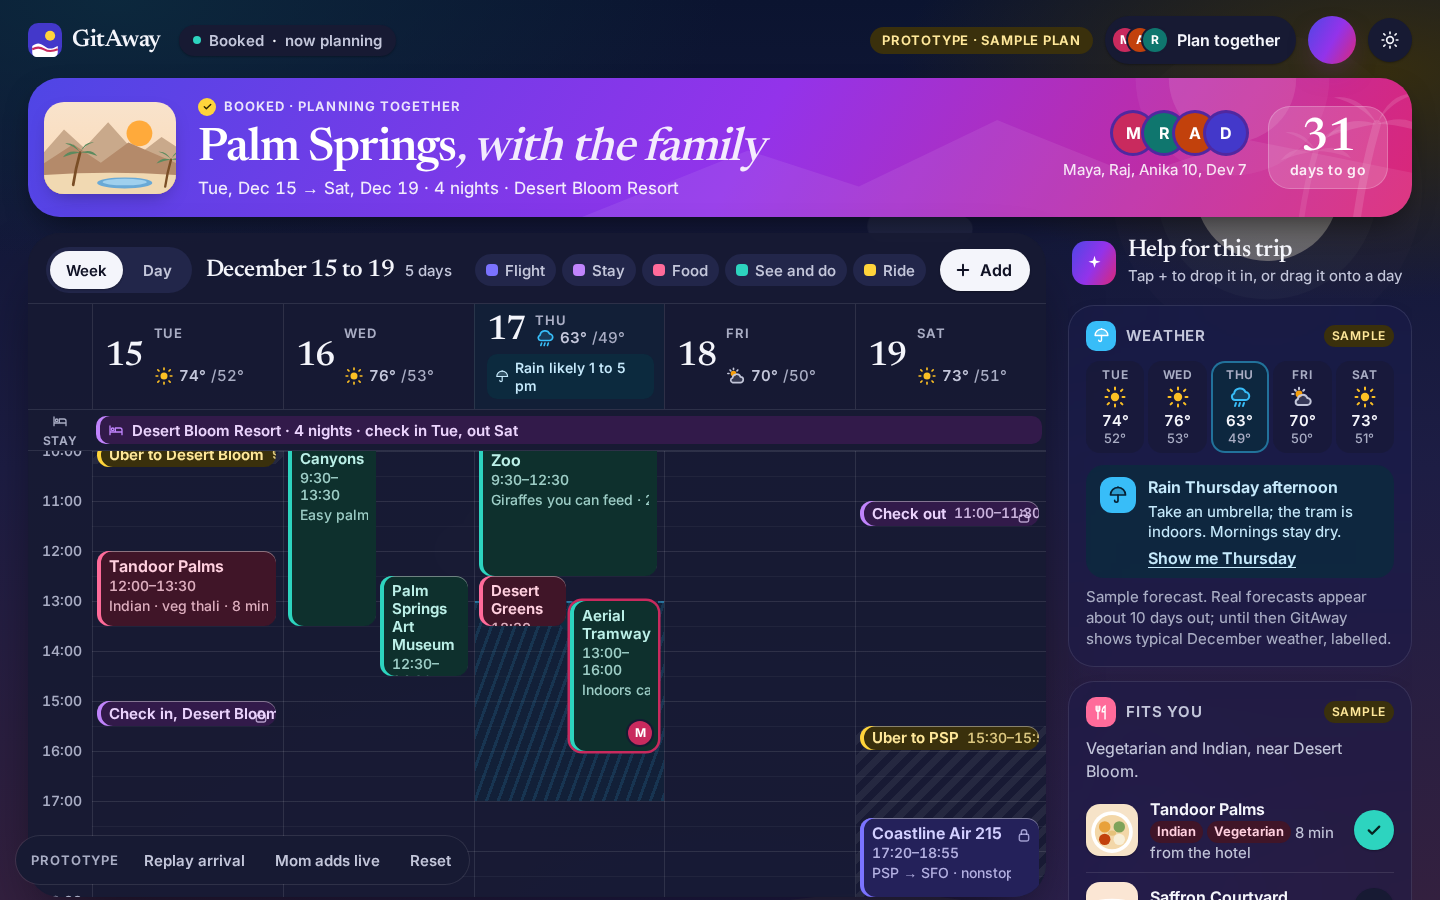 GitAway
Booked · now planning
PROTOTYPE · SAMPLE PLAN
M A R Plan together
BOOKED · PLANNING TOGETHER
Palm Springs, with the family
Tue, Dec 15 → Sat, Dec 19 · 4 nights · Desert Bloom Resort
M R A D
Maya, Raj, Anika 10, Dev 7
31
days to go
Week Day
December 15 to 19 5 days
Flight Stay Food See and do Ride
+ Add
15 TUE
74° /52°
16 WED
76° /53°
17 THU
63° /49°
Rain likely 1 to 5
pm
18 FRI
70° /50°
19 SAT
73° /51°
STAY
Desert Bloom Resort · 4 nights · check in Tue, out Sat
10:00
11:00
12:00
13:00
14:00
15:00
16:00
17:00
Uber to Desert Bloom
Tandoor Palms
12:00–13:30
Indian · veg thali · 8 min
Check in, Desert Bloom
Canyons
9:30–
13:30
Easy palm
Palm
Springs
Art
Museum
12:30–
Zoo
9:30–12:30
Giraffes you can feed ·
Desert
Greens
Aerial
Tramway
13:00–
16:00
Indoors ca
M
Check out 11:00–11:30
Uber to PSP 15:30–15:
Coastline Air 215
17:20–18:55
PSP → SFO · nonstop
PROTOTYPE Replay arrival Mom adds live Reset
Help for this trip
Tap + to drop it in, or drag it onto a day
WEATHER
SAMPLE
TUE WED THU FRI SAT
74° 76° 63° 70° 73°
52° 53° 49° 50° 51°
Rain Thursday afternoon
Take an umbrella; the tram is
indoors. Mornings stay dry.
Show me Thursday
Sample forecast. Real forecasts appear
about 10 days out; until then GitAway
shows typical December weather, labelled.
FITS YOU
SAMPLE
Vegetarian and Indian, near Desert
Bloom.
Tandoor Palms
Indian Vegetarian 8 min
from the hotel
Saffron Courtyard